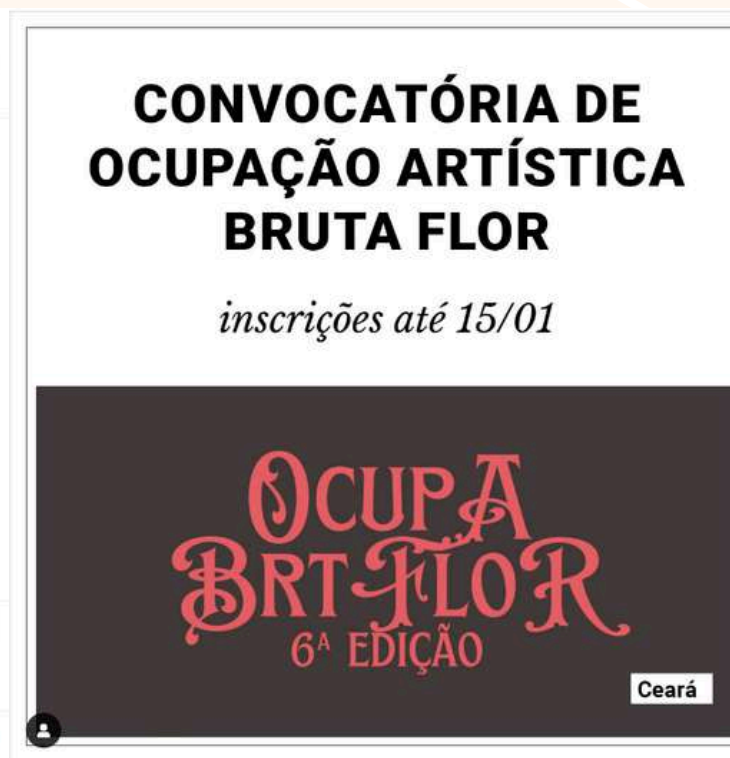 CONVOCATÓRIA DE
OCUPAÇÃO ARTÍSTICA
BRUTA FLOR
inscrições até 15/01
OCUPA
BRT FLOR
6ª EDIÇÃO
Ceará